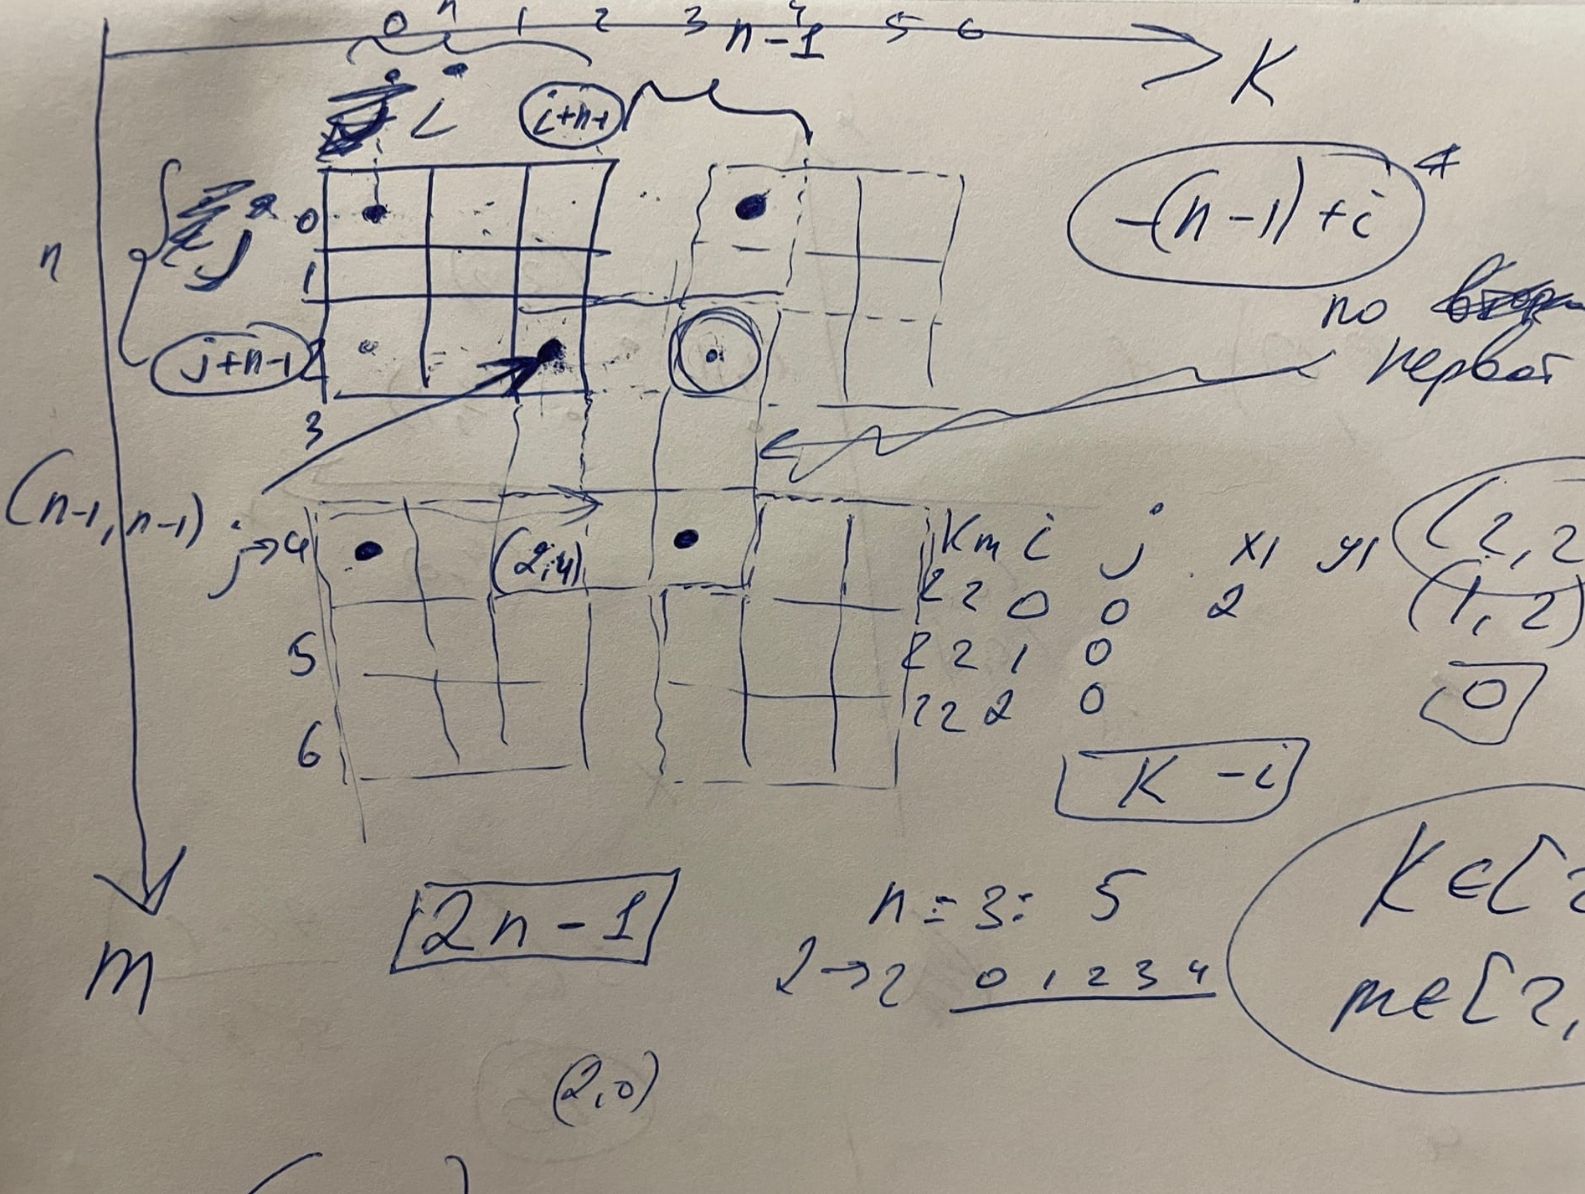 n
0 1 2 3 4 5 6
n-1
K
i i+n-1
-(n-1)+i
0
j
n
1
по
первой
j+n-1 2
3
(n-1, n-1)
j→4 (2,4) Km i j x1 y1 (2,2
2 2 0 0 2 (1,2)
5 2 2 1 0
2 2 2 0 0
6
K-i
K∈[2
2n-1 n=3: 5
2→2 0 1 2 3 4
m m∈[2,
(2,0)